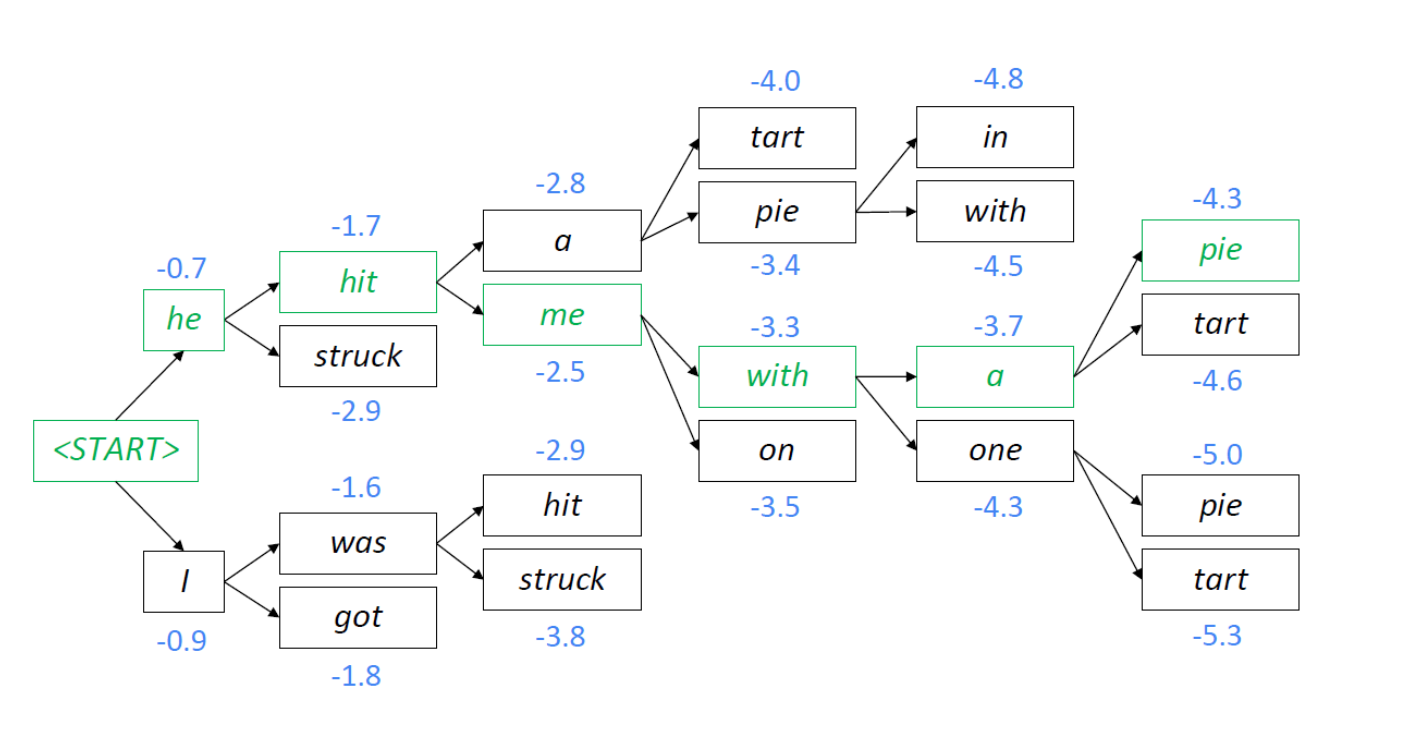 -4.0
-4.8
tart
in
-2.8
-4.3
-1.7
pie
with
a
pie
-0.7
hit
-3.4
-4.5
he
me
-3.3
-3.7
tart
struck
-2.5
with
a
-4.6
-2.9
<START>
-2.9
on
one
-5.0
-1.6
hit
-3.5
-4.3
pie
was
I
struck
tart
got
-0.9
-3.8
-5.3
-1.8